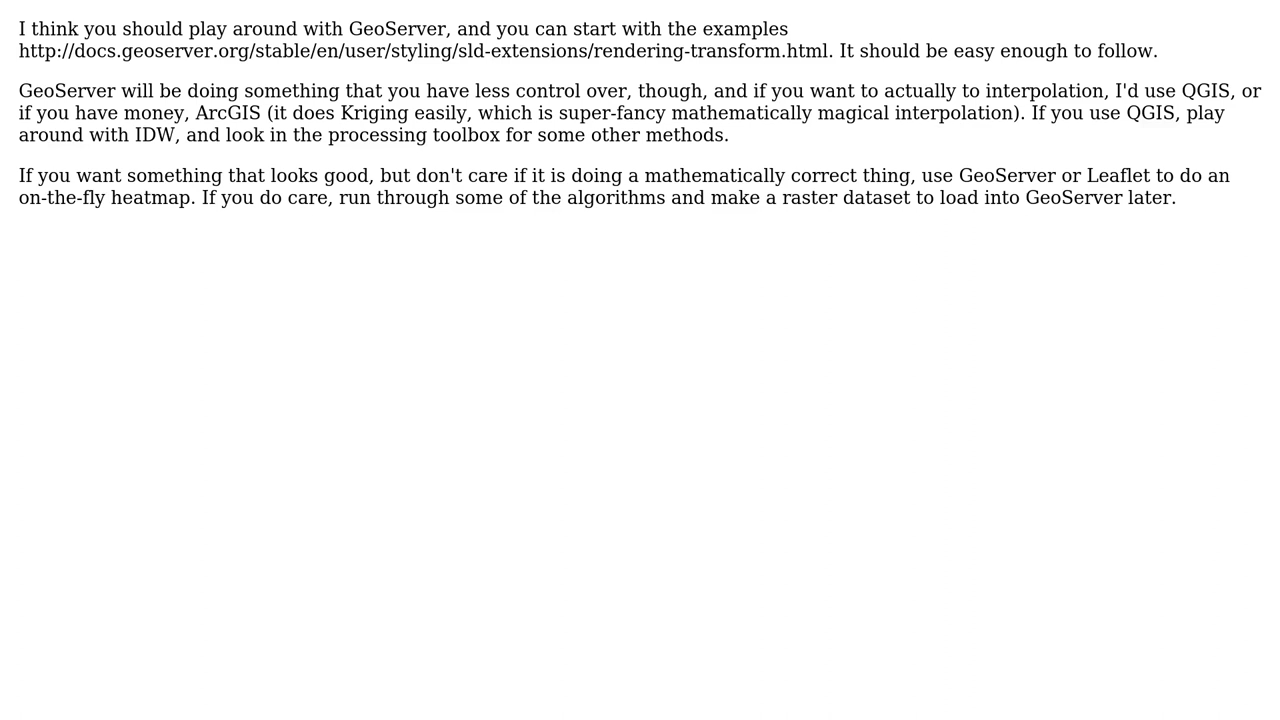 I think you should play around with GeoServer, and you can start with the examples
http://docs.geoserver.org/stable/en/user/styling/sld-extensions/rendering-transform.html. It should be easy enough to follow.
GeoServer will be doing something that you have less control over, though, and if you want to actually to interpolation, I'd use QGIS, or
if you have money, ArcGIS (it does Kriging easily, which is super-fancy mathematically magical interpolation). If you use QGIS, play
around with IDW, and look in the processing toolbox for some other methods.
If you want something that looks good, but don't care if it is doing a mathematically correct thing, use GeoServer or Leaflet to do an
on-the-fly heatmap. If you do care, run through some of the algorithms and make a raster dataset to load into GeoServer later.